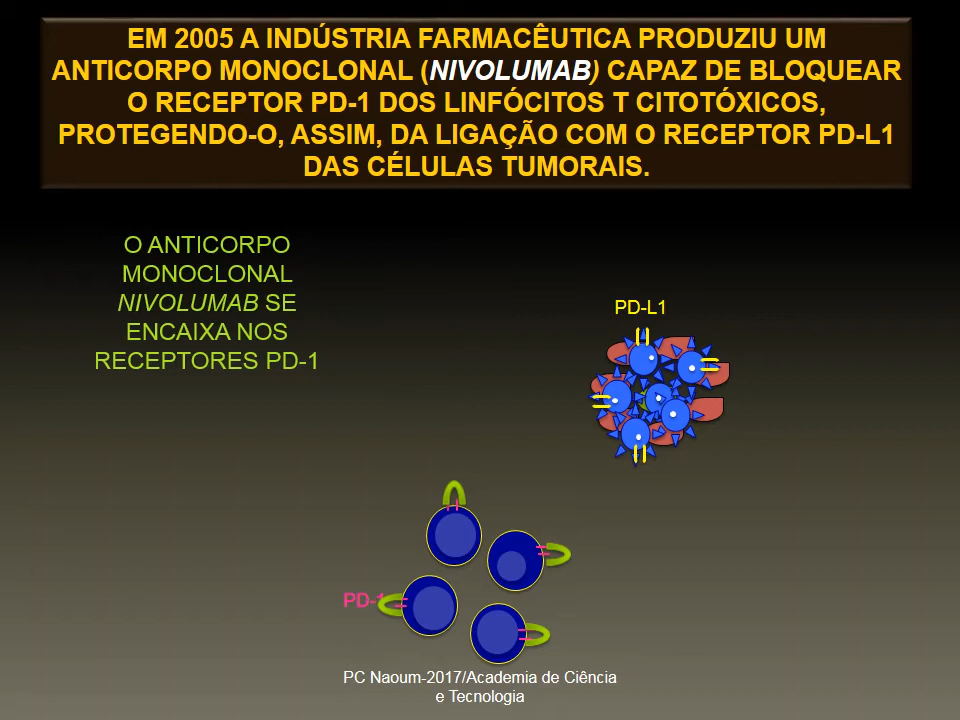 EM 2005 A INDÚSTRIA FARMACÊUTICA PRODUZIU UM
ANTICORPO MONOCLONAL (NIVOLUMAB) CAPAZ DE BLOQUEAR
O RECEPTOR PD-1 DOS LINFÓCITOS T CITOTÓXICOS,
PROTEGENDO-O, ASSIM, DA LIGAÇÃO COM O RECEPTOR PD-L1
DAS CÉLULAS TUMORAIS.
O ANTICORPO
MONOCLONAL
NIVOLUMAB SE
ENCAIXA NOS
RECEPTORES PD-1
PD-L1
PD-1
PC Naoum-2017/Academia de Ciência
e Tecnologia